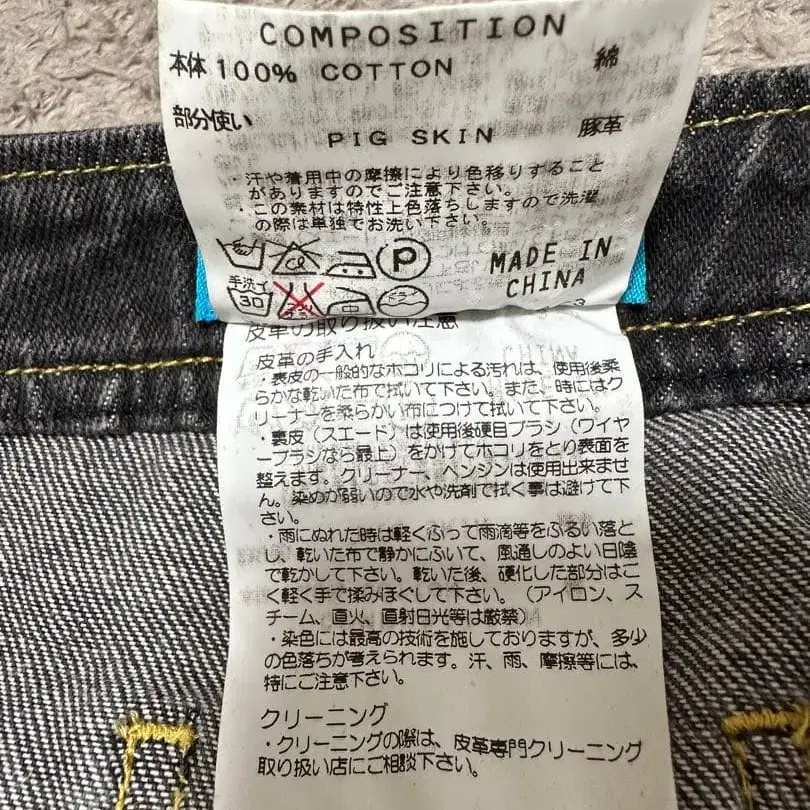 COMPOSITION
本体 100% COTTON 綿
部分使い
PIG SKIN 豚革
・汗や着用中の摩擦により色移りすること
がありますのでご注意下さい。
・この素材は特性上色落ちしますので洗濯
の際は単独でお洗い下さい。
P
MADE IN
CHINA
手洗イ
30
皮革の取り扱い注意
皮革の手入れ
・表皮の一般的なホコリによる汚れは、使用後柔
らかな乾いた布で拭いて下さい。また、時にはク
リーナーを柔らかい布につけて拭いて下さい。
・裏皮（スエード）は使用後硬目ブラシ（ワイヤ
ーブラシなら最上）をかけてホコリをとり表面を
整えます。クリーナー、ベンジンは使用出来ませ
ん。染めが弱いので水や洗剤で拭く事は避けて下
さい。
・雨にぬれた時は軽くふって雨滴等をふるい落と
し、乾いた布で静かにふいて、風通しのよい日陰
で乾かして下さい。乾いた後、硬化した部分はご
く軽く手で揉みほぐして下さい。（アイロン、ス
チーム、直火、直射日光等は厳禁）
・染色には最高の技術を施しておりますが、多少
の色落ちが考えられます。汗、雨、摩擦等には、
特にご注意下さい。
クリーニング
・クリーニングの際は、皮革専門クリーニング
取り扱い店にご相談下さい。